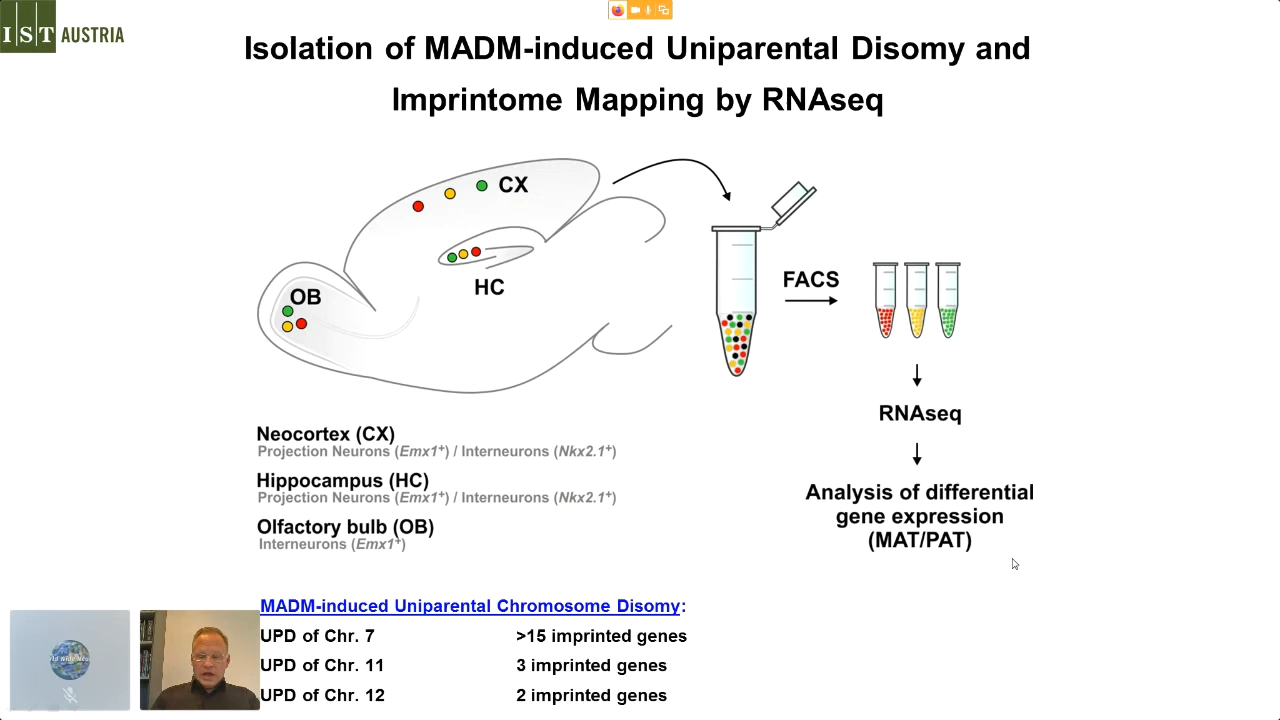 IST AUSTRIA
Isolation of MADM-induced Uniparental Disomy and
Imprintome Mapping by RNAseq
CX
HC
OB
FACS
RNAseq
Analysis of differential
gene expression
(MAT/PAT)
Neocortex (CX)
Projection Neurons (Emx1⁺) / Interneurons (Nkx2.1⁺)
Hippocampus (HC)
Projection Neurons (Emx1⁺) / Interneurons (Nkx2.1⁺)
Olfactory bulb (OB)
Interneurons (Emx1⁺)
MADM-induced Uniparental Chromosome Disomy:
UPD of Chr. 7 >15 imprinted genes
UPD of Chr. 11 3 imprinted genes
UPD of Chr. 12 2 imprinted genes